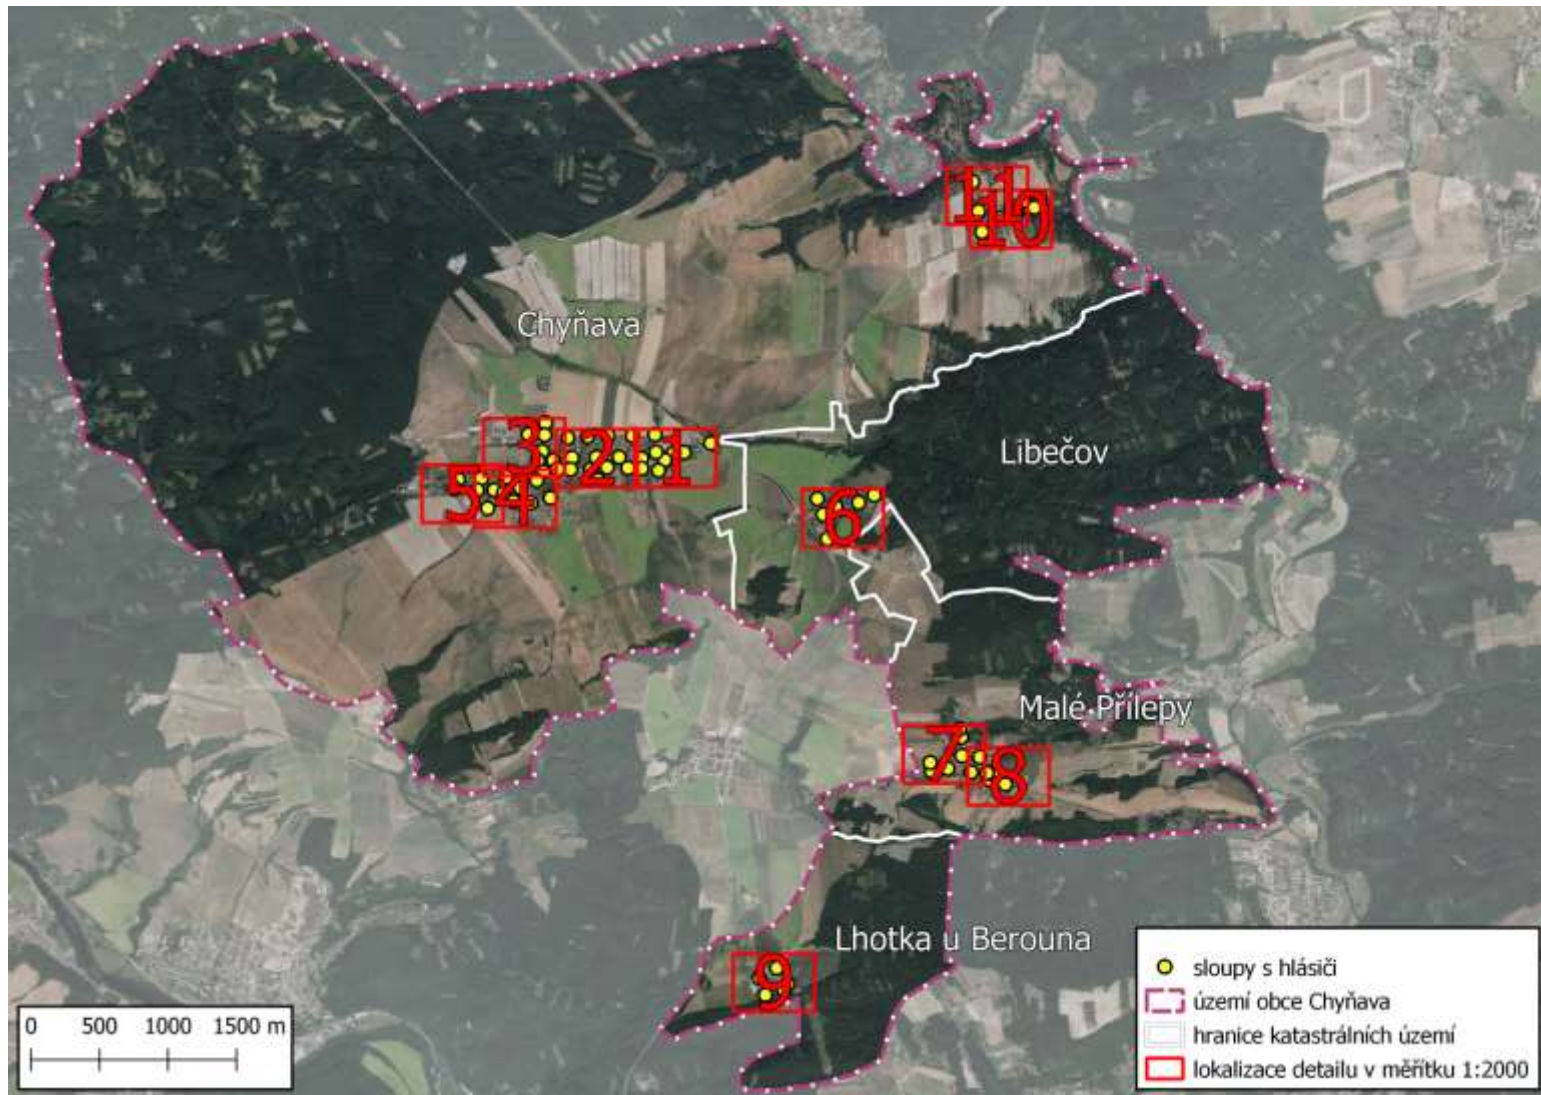 11
10
Chyňava
3
2
1
Libečov
5
4
6
Malé Přílepy
7
8
Lhotka u Berouna
9
sloupy s hlásiči
území obce Chyňava
hranice katastrálních území
lokalizace detailu v měřítku 1:2000
0 500 1000 1500 m